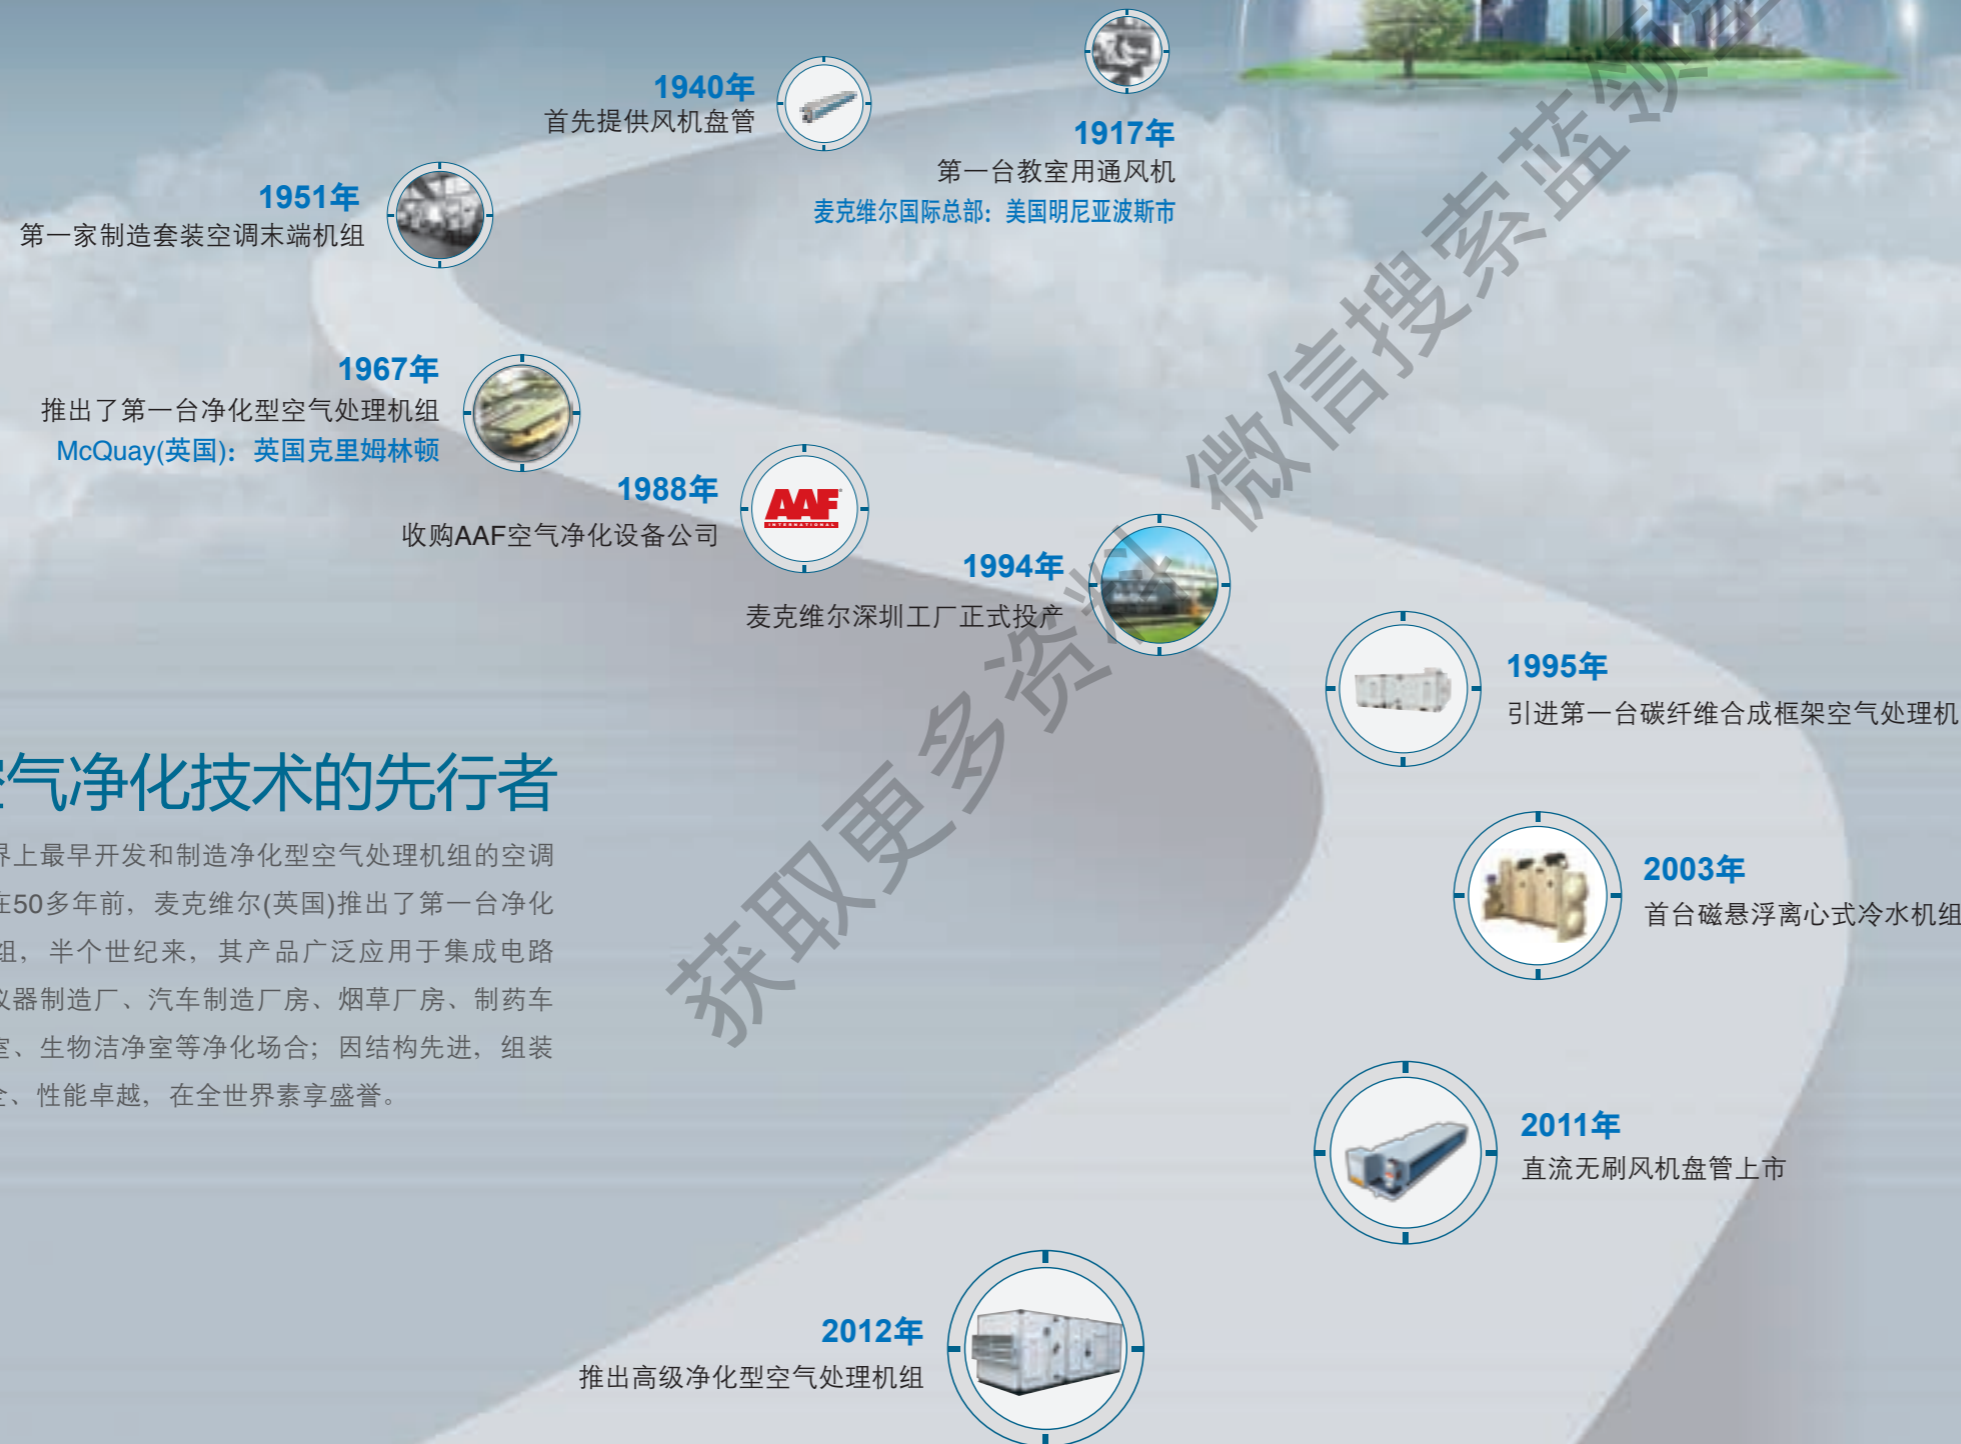 1917年
第一台教室用通风机
麦克维尔国际总部：美国明尼亚波斯市
1940年
首先提供风机盘管
1951年
第一家制造套装空调末端机组
1967年
推出了第一台净化型空气处理机组
McQuay(英国)：英国克里姆林顿
1988年
收购AAF空气净化设备公司
AAF
INTERNATIONAL
1994年
麦克维尔深圳工厂正式投产
1995年
引进第一台碳纤维合成框架空气处理机
2003年
首台磁悬浮离心式冷水机组
2011年
直流无刷风机盘管上市
2012年
推出高级净化型空气处理机组
空气净化技术的先行者
界上最早开发和制造净化型空气处理机组的空调
在50多年前，麦克维尔(英国)推出了第一台净化
组，半个世纪来，其产品广泛应用于集成电路
仪器制造厂、汽车制造厂房、烟草厂房、制药车
室、生物洁净室等净化场合；因结构先进，组装
全、性能卓越，在全世界素享盛誉。
获取更多资料 微信搜索蓝领